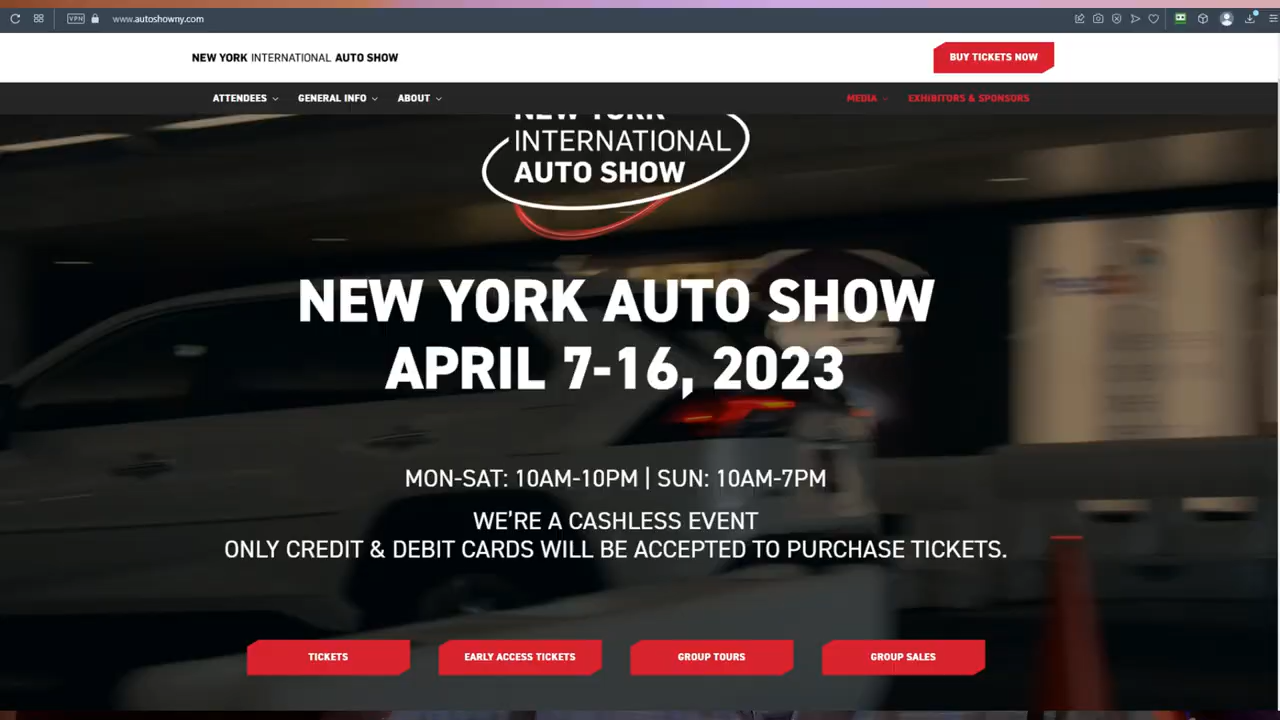 VPN
www.autoshowny.com
NEW YORK INTERNATIONAL AUTO SHOW
BUY TICKETS NOW
ATTENDEES
GENERAL INFO
ABOUT
MEDIA
EXHIBITORS & SPONSORS
NEW YORK
INTERNATIONAL
AUTO SHOW
NEW YORK AUTO SHOW
APRIL 7-16, 2023
MON-SAT: 10AM-10PM | SUN: 10AM-7PM
WE'RE A CASHLESS EVENT
ONLY CREDIT & DEBIT CARDS WILL BE ACCEPTED TO PURCHASE TICKETS.
TICKETS
EARLY ACCESS TICKETS
GROUP TOURS
GROUP SALES